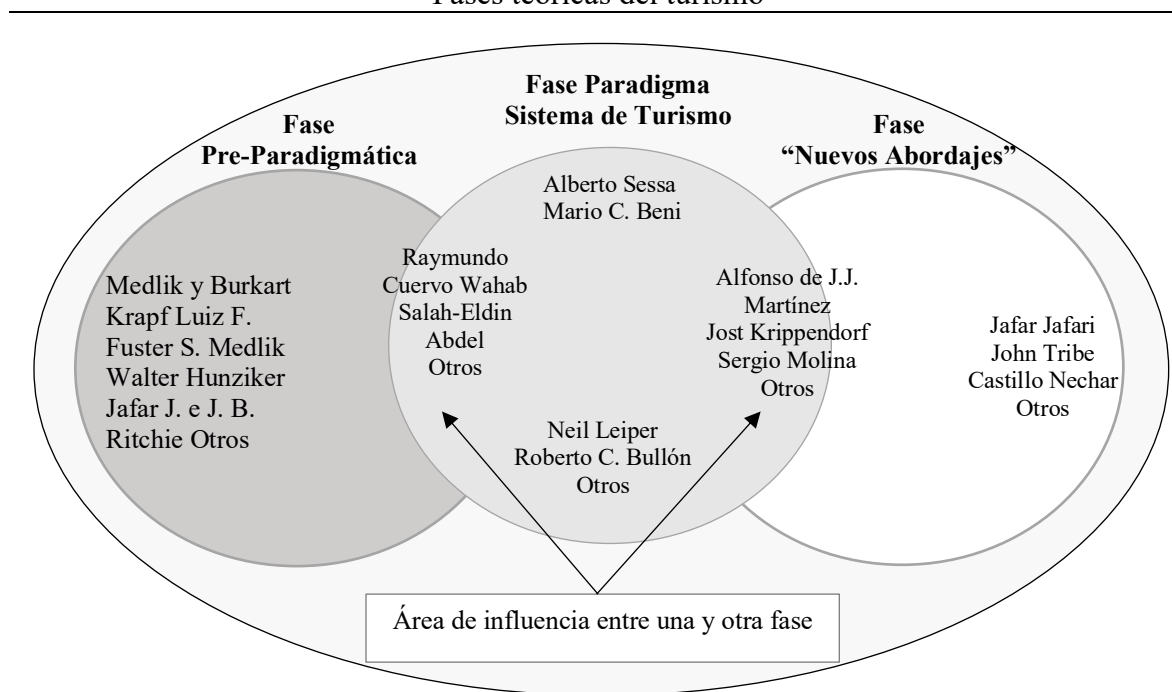 Fases teóricas del turismo
Fase Paradigma
Sistema de Turismo
Fase
Pre-Paradigmática
Fase
“Nuevos Abordajes”
Alberto Sessa
Mario C. Beni
Medlik y Burkart
Krapf Luiz F.
Fuster S. Medlik
Walter Hunziker
Jafar J. e J. B.
Ritchie Otros
Raymundo
Cuervo Wahab
Salah-Eldin
Abdel
Otros
Alfonso de J.J.
Martínez
Jost Krippendorf
Sergio Molina
Otros
Jafar Jafari
John Tribe
Castillo Nechar
Otros
Neil Leiper
Roberto C. Bullón
Otros
Área de influencia entre una y otra fase